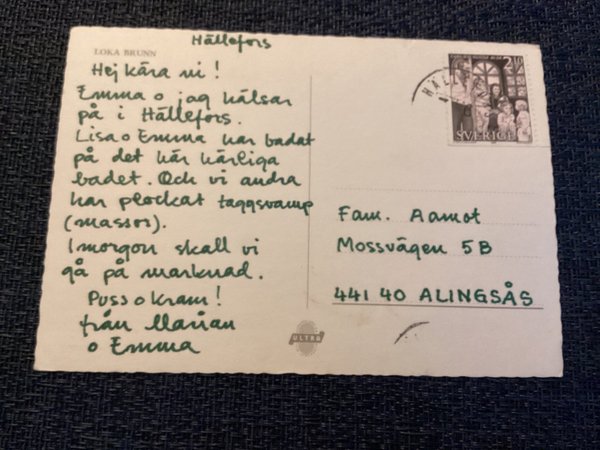 Hällefors
LOKA BRUNN
Hej kära ni!
Emma o jag hälsar
på i Hällefors.
Lisa o Emma har badat
på det här härliga
badet. Och vi andra
har plockat taggsvamp
(massor).
Imorgon skall vi
gå på marknad.
Puss o kram!
från Marian
o Emma
SVERIGE
Fam. Aamot
Mossvägen 5B
441 40 ALINGSÅS
ULTRA